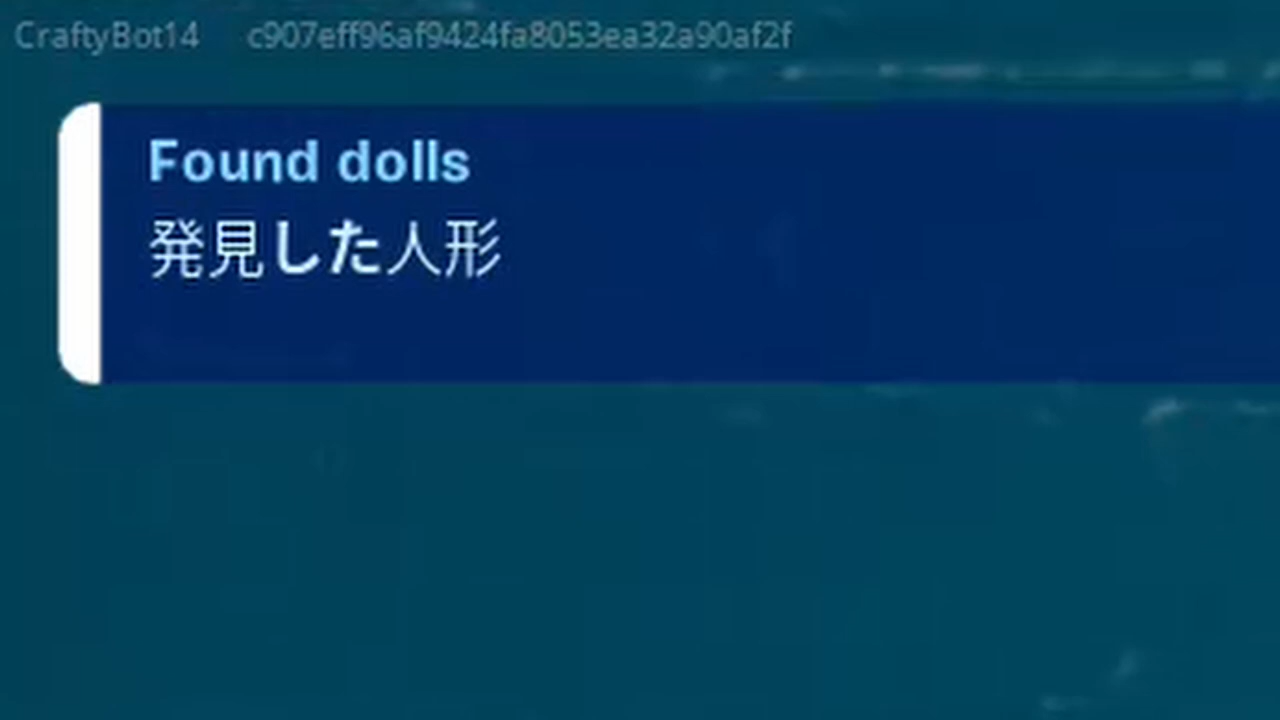 CraftyBot14 c907eff96af9424fa8053ea32a90af2f
Found dolls
発見した人形